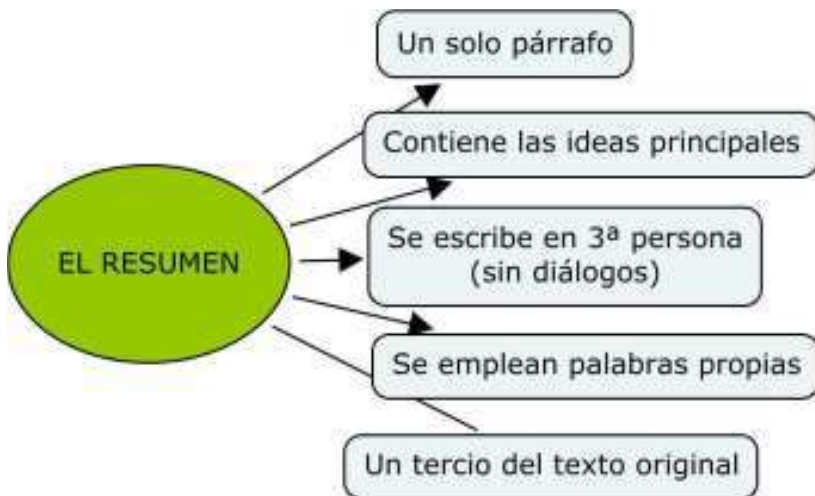 Un solo párrafo
Contiene las ideas principales
EL RESUMEN
Se escribe en 3ª persona
(sin diálogos)
Se emplean palabras propias
Un tercio del texto original